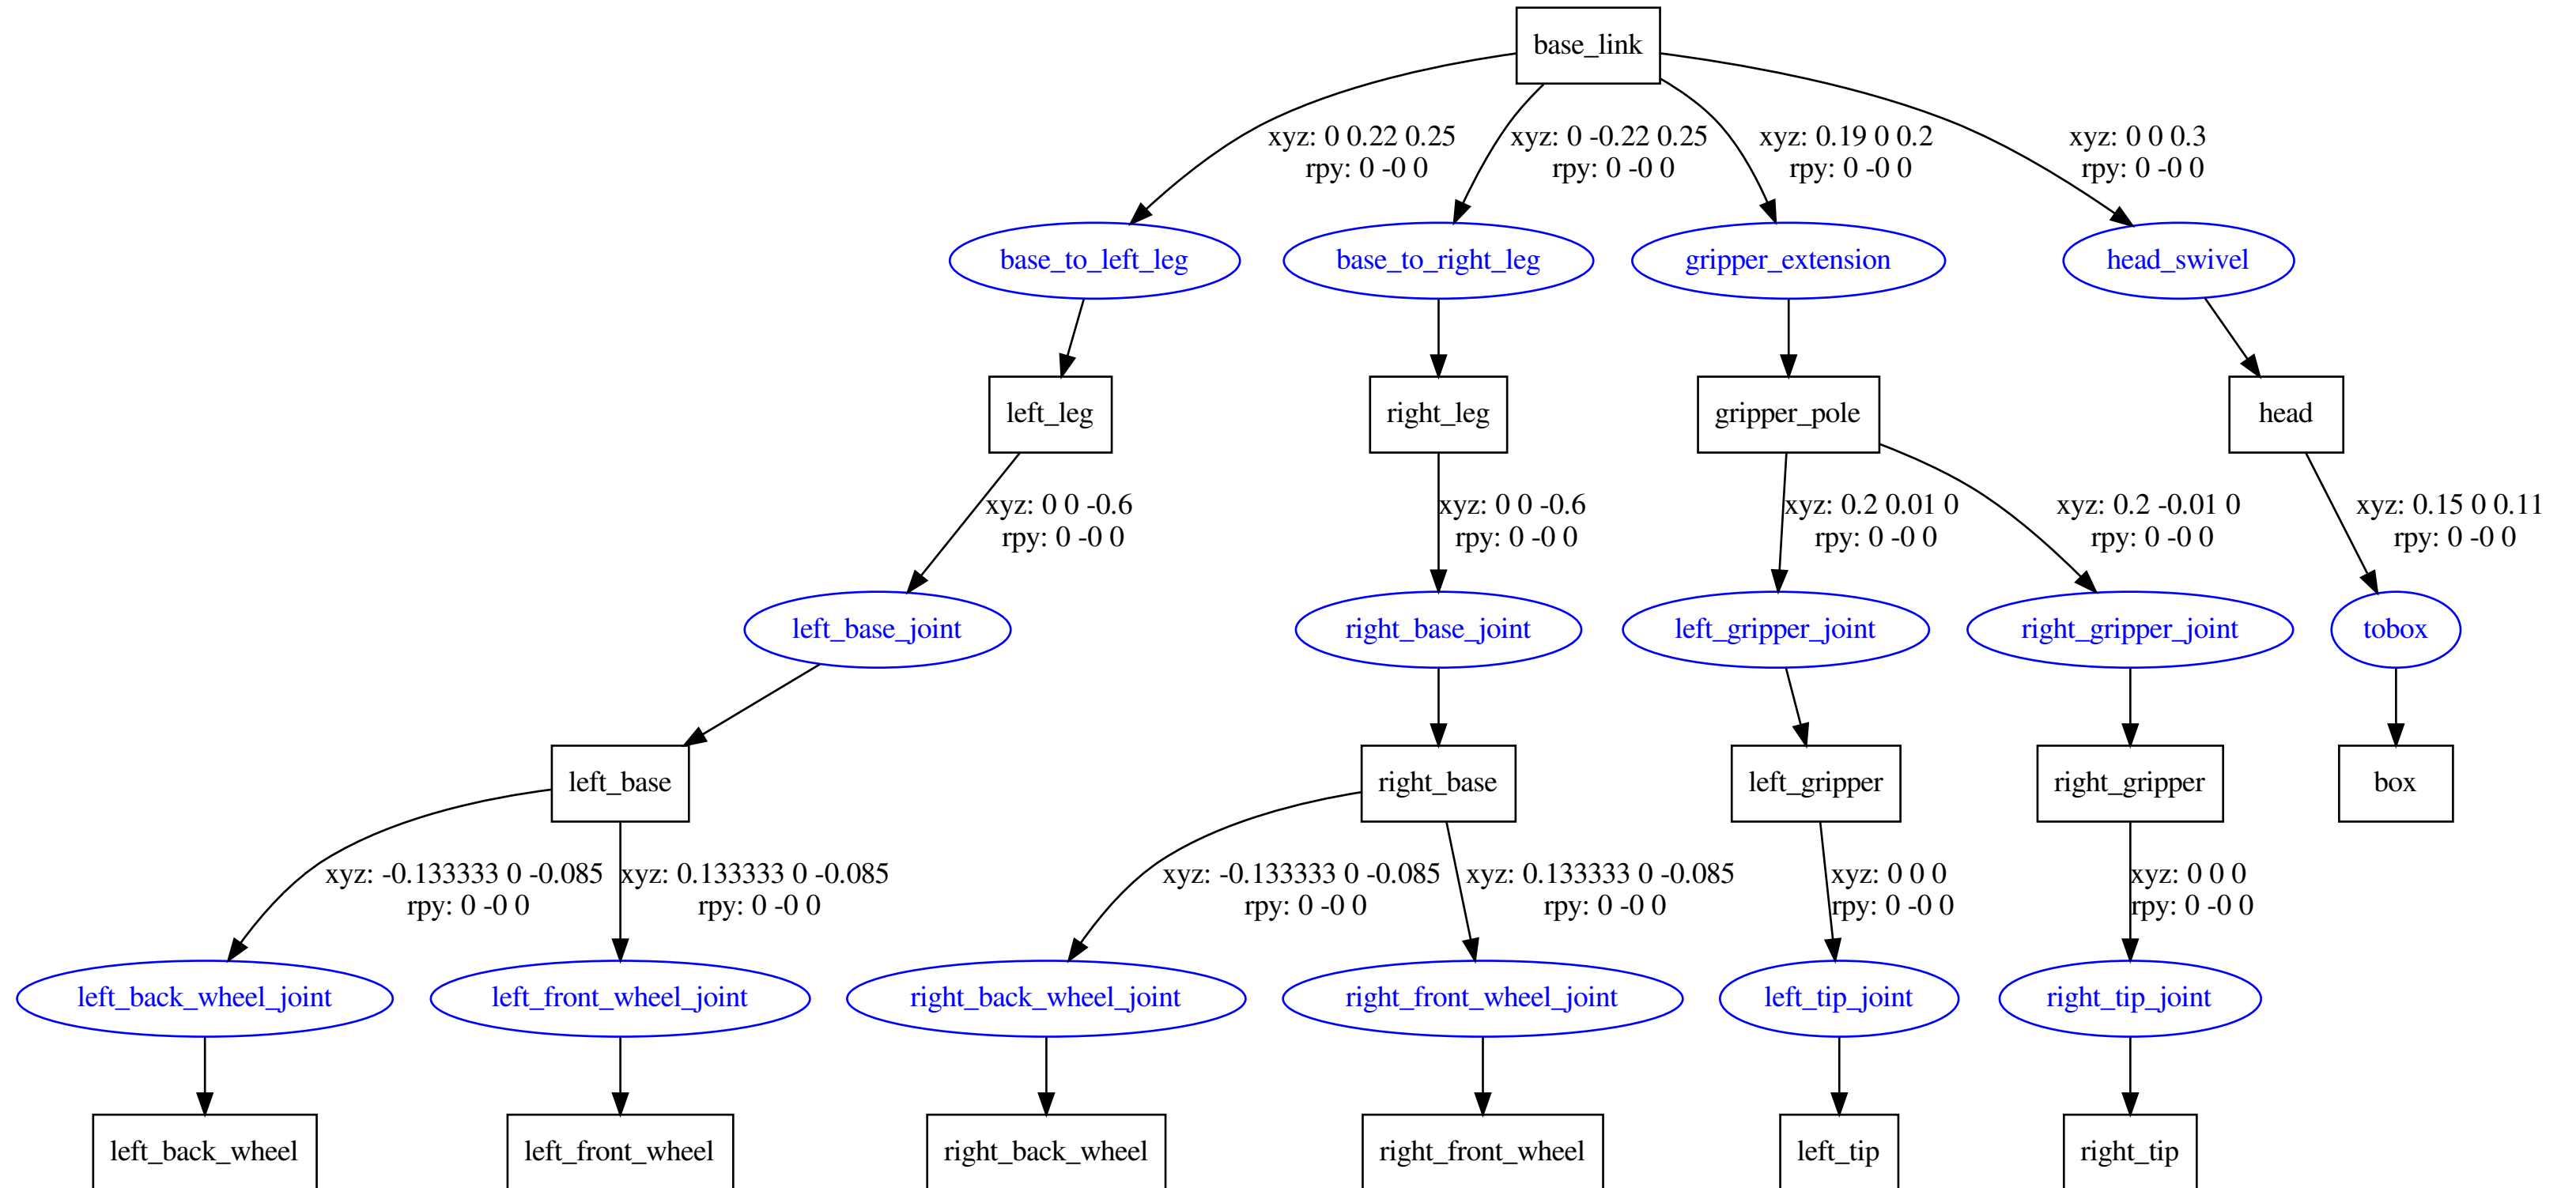 base_link
xyz: 0 0.22 0.25
rpy: 0 -0 0
xyz: 0 -0.22 0.25
rpy: 0 -0 0
xyz: 0.19 0 0.2
rpy: 0 -0 0
xyz: 0 0 0.3
rpy: 0 -0 0
base_to_left_leg
base_to_right_leg
gripper_extension
head_swivel
left_leg
right_leg
gripper_pole
head
xyz: 0 0 -0.6
rpy: 0 -0 0
xyz: 0 0 -0.6
rpy: 0 -0 0
xyz: 0.2 0.01 0
rpy: 0 -0 0
xyz: 0.2 -0.01 0
rpy: 0 -0 0
xyz: 0.15 0 0.11
rpy: 0 -0 0
left_base_joint
right_base_joint
left_gripper_joint
right_gripper_joint
tobox
left_base
right_base
left_gripper
right_gripper
box
xyz: -0.133333 0 -0.085
rpy: 0 -0 0
xyz: 0.133333 0 -0.085
rpy: 0 -0 0
xyz: -0.133333 0 -0.085
rpy: 0 -0 0
xyz: 0.133333 0 -0.085
rpy: 0 -0 0
xyz: 0 0 0
rpy: 0 -0 0
xyz: 0 0 0
rpy: 0 -0 0
left_back_wheel_joint
left_front_wheel_joint
right_back_wheel_joint
right_front_wheel_joint
left_tip_joint
right_tip_joint
left_back_wheel
left_front_wheel
right_back_wheel
right_front_wheel
left_tip
right_tip